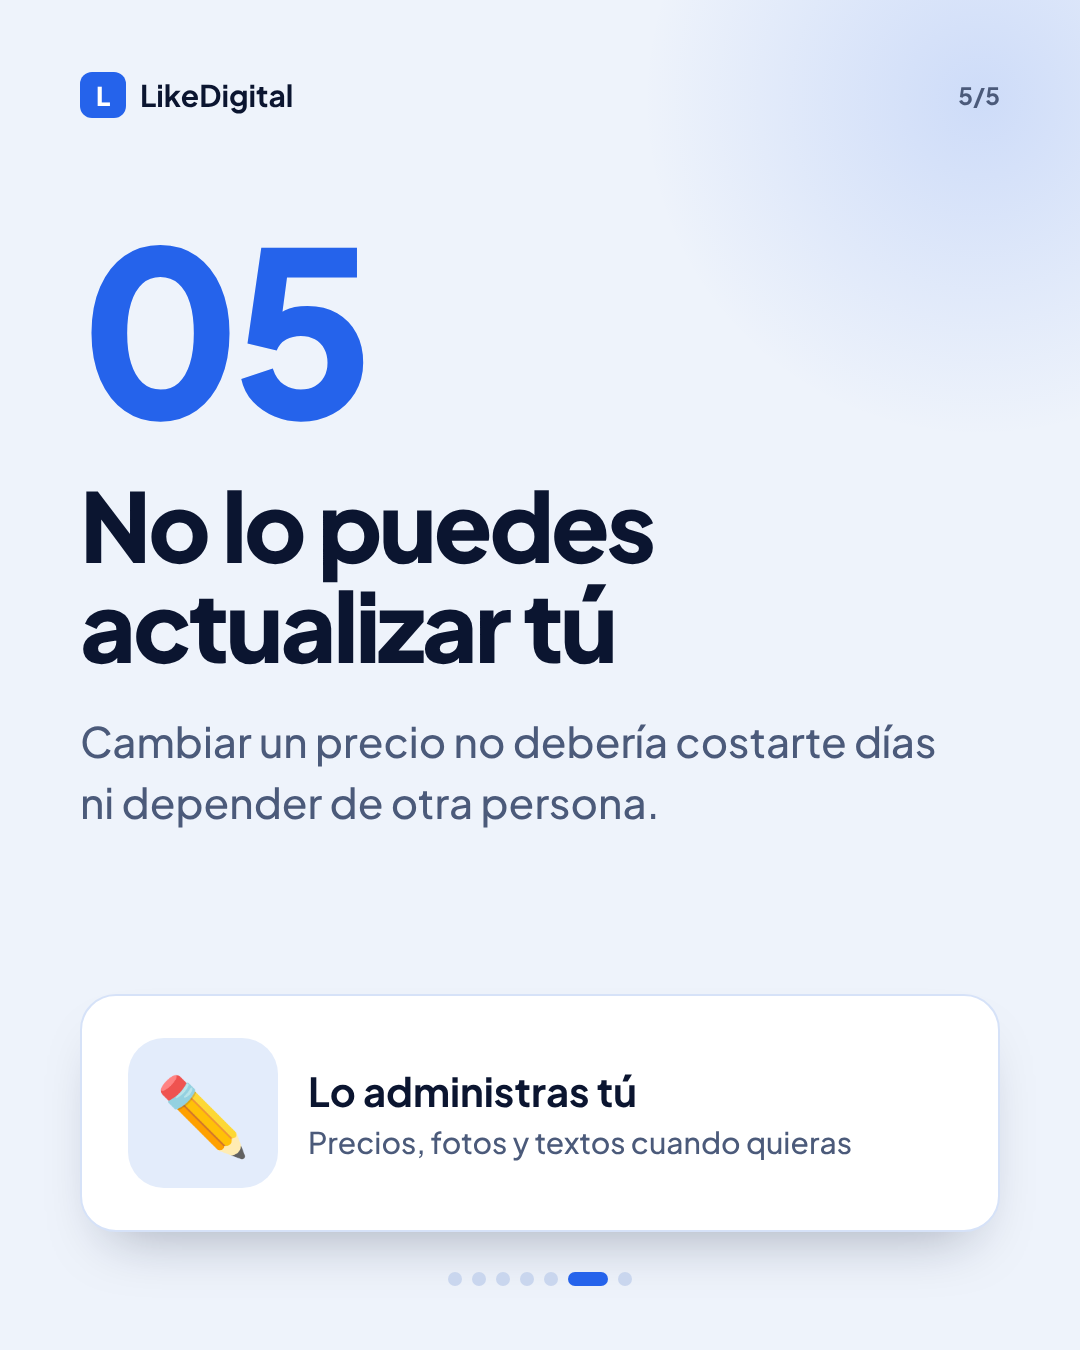 L LikeDigital
5/5
05
No lo puedes
actualizar tú
Cambiar un precio no debería costarte días
ni depender de otra persona.
Lo administras tú
Precios, fotos y textos cuando quieras